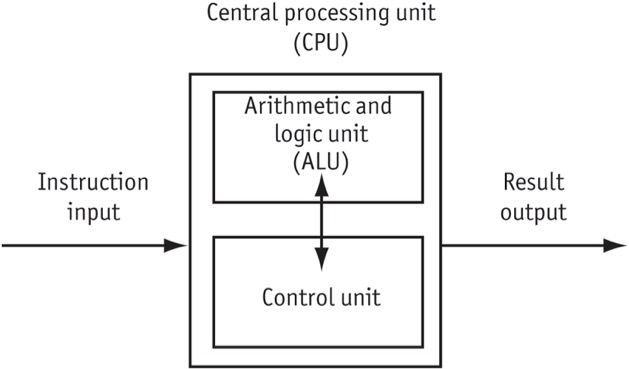 Central processing unit
(CPU)
Arithmetic and
logic unit
(ALU)
Instruction
input
Result
output
Control unit